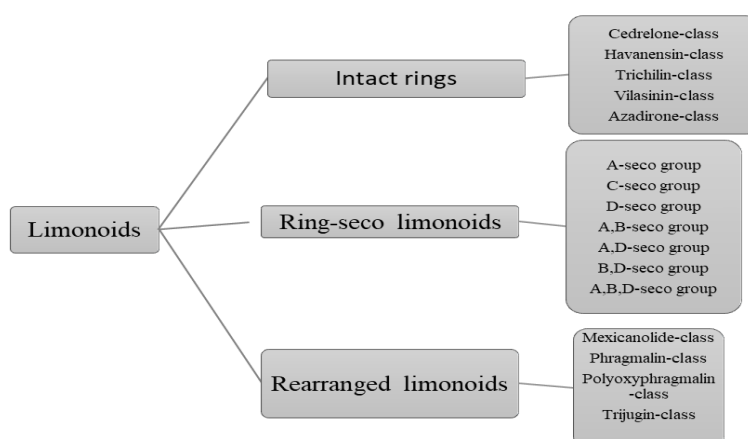 Limonoids
Intact rings
Cedrelone-class
Havanensin-class
Trichilin-class
Vilasinin-class
Azadirone-class
Ring-seco limonoids
A-seco group
C-seco group
D-seco group
A,B-seco group
A,D-seco group
B,D-seco group
A,B,D-seco group
Rearranged limonoids
Mexicanolide-class
Phragmalin-class
Polyoxyphragmalin
-class
Trijugin-class